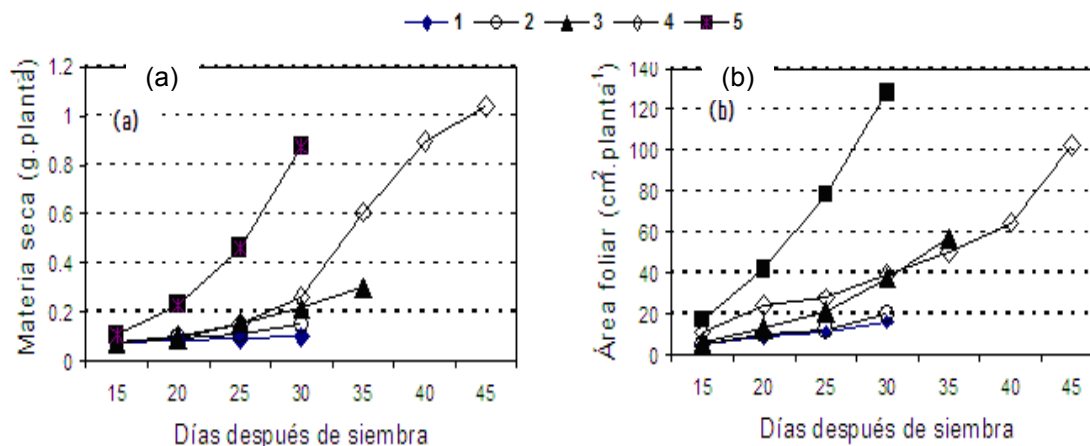 1 2 3 4 5
(a)
(a)
Materia seca (g.planta-1)
1.2
1
0.8
0.6
0.4
0.2
0
15 20 25 30 35 40 45
Días después de siembra
(b)
(b)
Área foliar (cm2.planta-1)
140
120
100
80
60
40
20
0
15 20 25 30 35 40 45
Días después de siembra